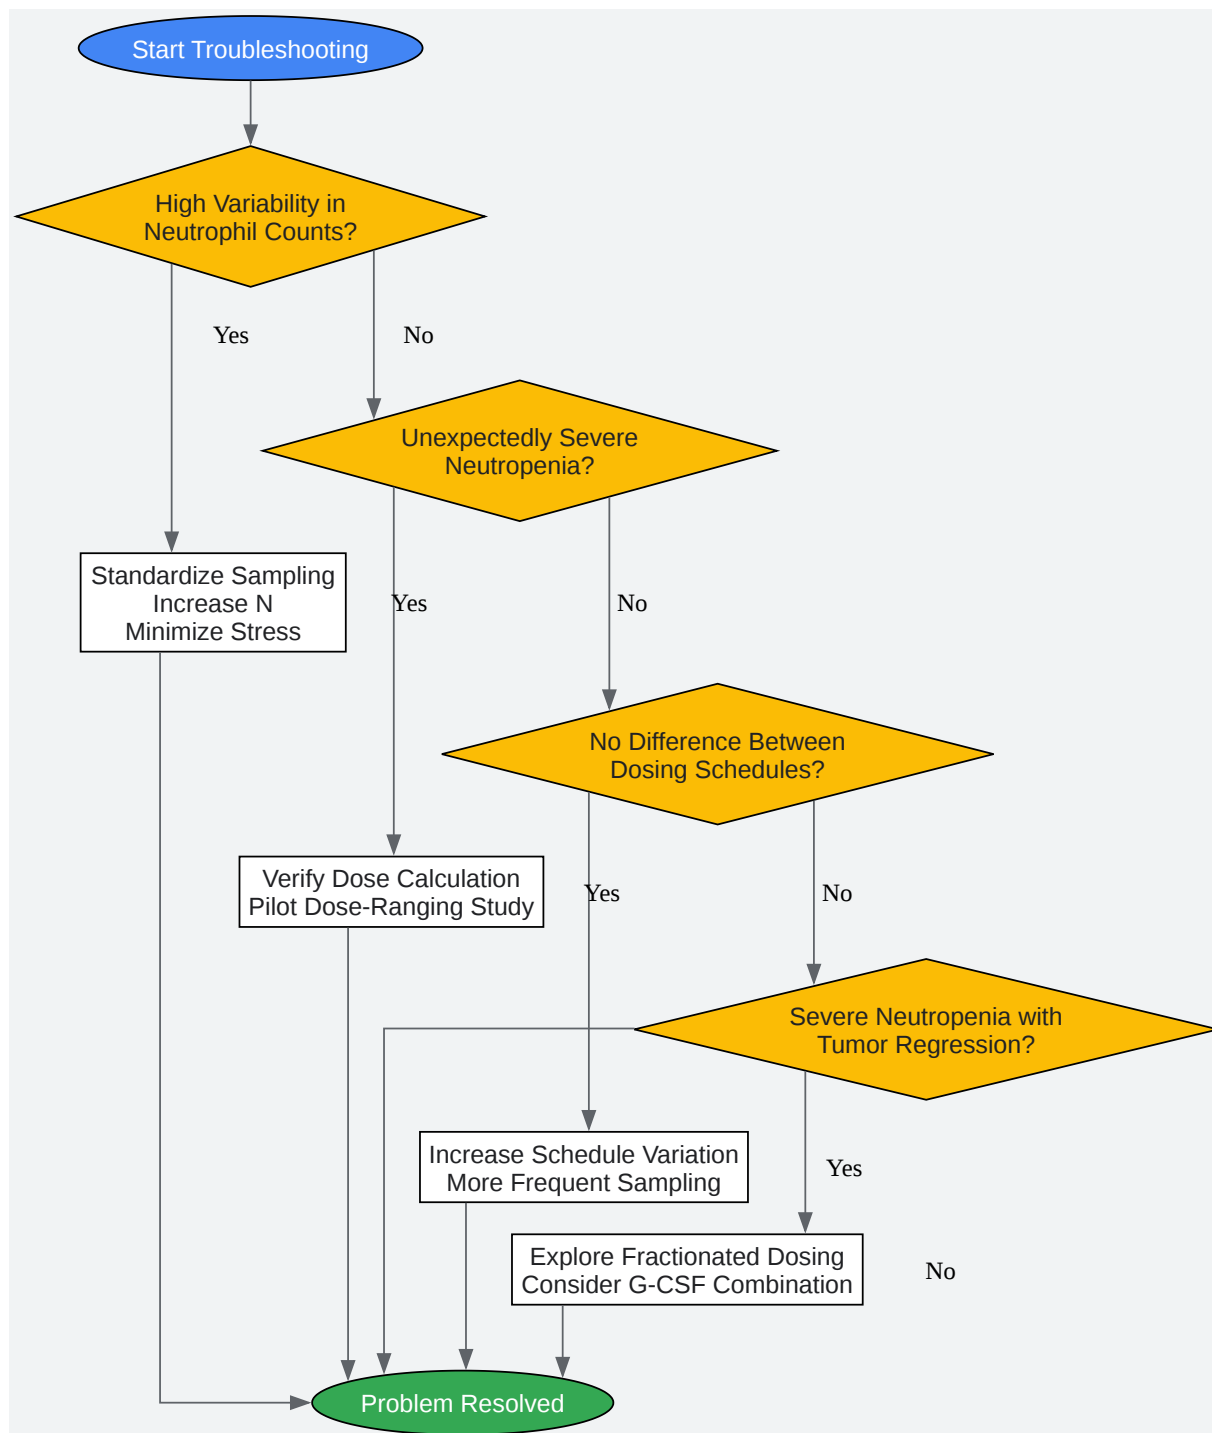 Start Troubleshooting
High Variability in
Neutrophil Counts?
Yes
No
Unexpectedly Severe
Neutropenia?
Standardize Sampling
Increase N
Minimize Stress
Yes
No
No Difference Between
Dosing Schedules?
Verify Dose Calculation
Pilot Dose-Ranging Study
Yes
No
Severe Neutropenia with
Tumor Regression?
Increase Schedule Variation
More Frequent Sampling
Yes
Explore Fractionated Dosing
Consider G-CSF Combination
No
Problem Resolved